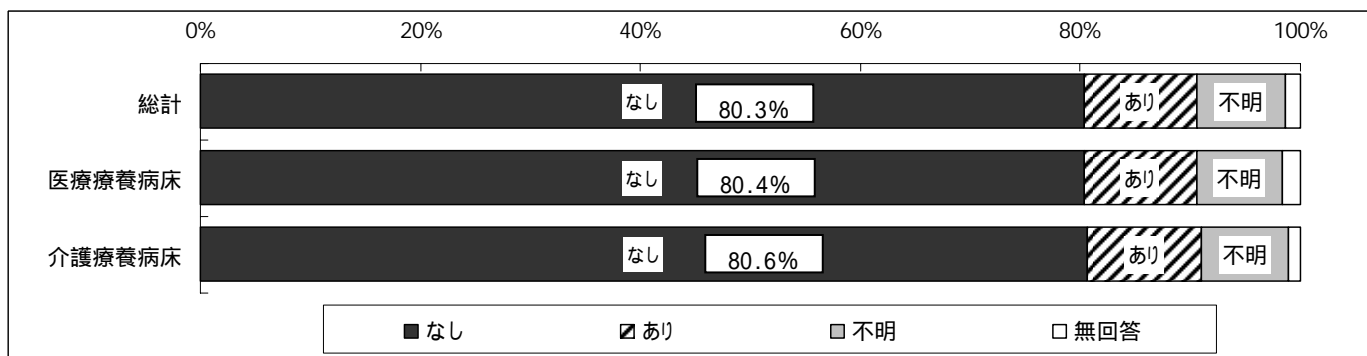 0% 20% 40% 60% 80% 100%
総計 なし 80.3% あり 不明
医療療養病床 なし 80.4% あり 不明
介護療養病床 なし 80.6% あり 不明
なし あり 不明 無回答